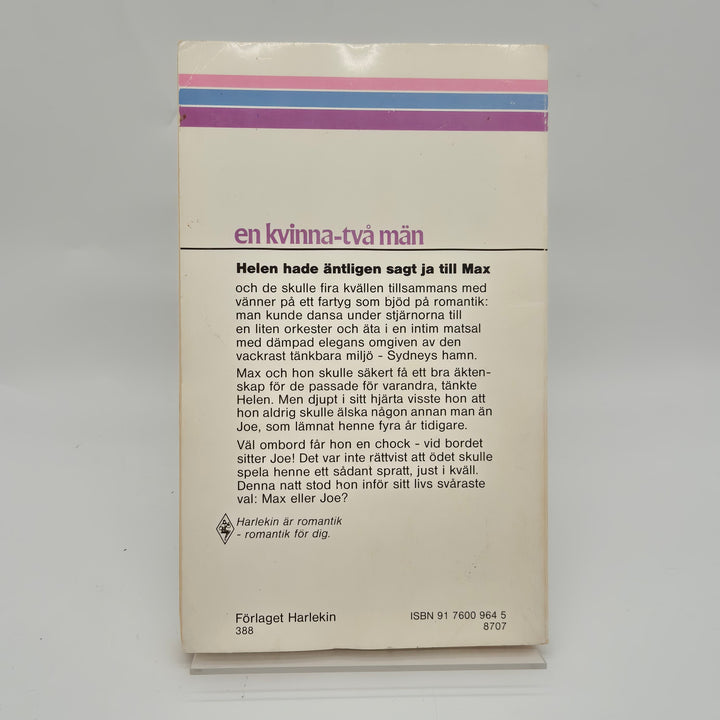 en kvinna-två män
Helen hade äntligen sagt ja till Max
och de skulle fira kvällen tillsammans med
vänner på ett fartyg som bjöd på romantik:
man kunde dansa under stjärnorna till
en liten orkester och äta i en intim matsal
med dämpad elegans omgiven av den
vackrast tänkbara miljö - Sydneys hamn.
Max och hon skulle säkert få ett bra äkten-
skap för de passade för varandra, tänkte
Helen. Men djupt i sitt hjärta visste hon att
hon aldrig skulle älska någon annan man än
Joe, som lämnat henne fyra år tidigare.
Väl ombord får hon en chock - vid bordet
sitter Joe! Det var inte rättvist att ödet skulle
spela henne ett sådant spratt, just i kväll.
Denna natt stod hon inför sitt livs svåraste
val: Max eller Joe?
Harlekin är romantik
- romantik för dig.
Förlaget Harlekin
388
ISBN 91 7600 964 5
8707